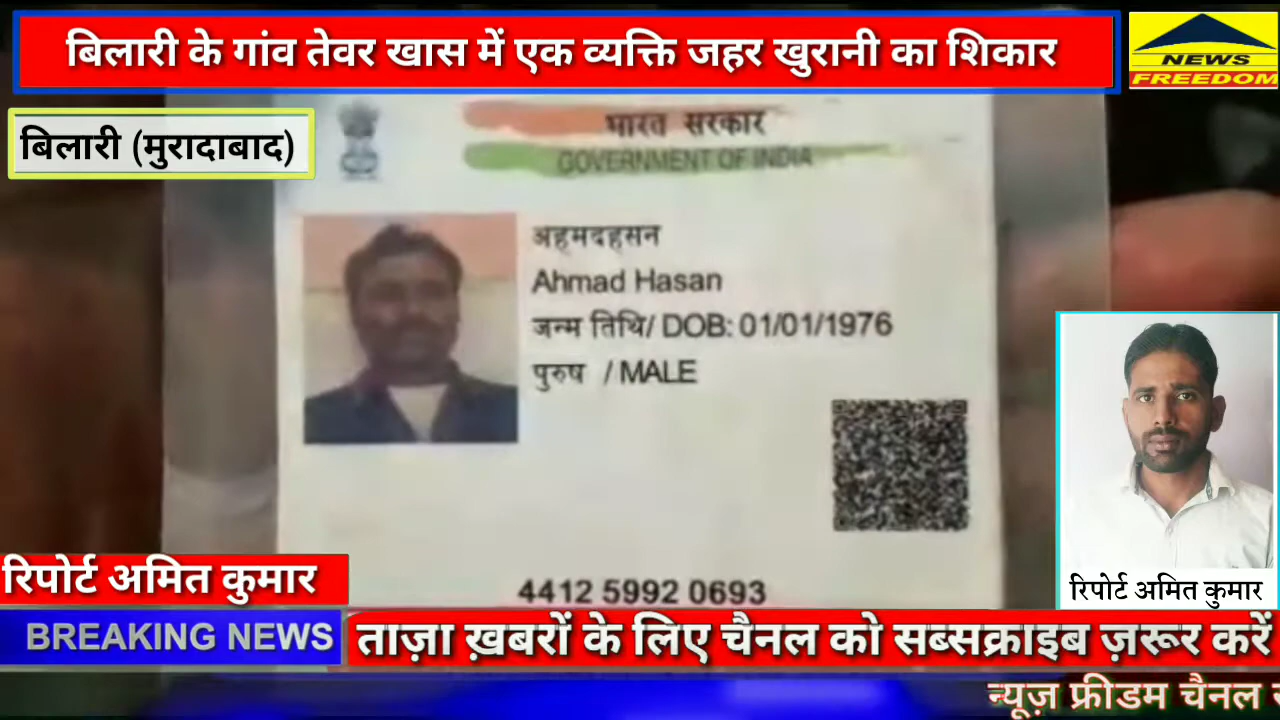 बिलारी के गांव तेवर खास में एक व्यक्ति जहर खुरानी का शिकार
NEWS
FREEDOM
बिलारी (मुरादाबाद)
भारत सरकार
GOVERNMENT OF INDIA
अहमदहसन
Ahmad Hasan
जन्म तिथि/ DOB: 01/01/1976
पुरुष / MALE
4412 5992 0693
रिपोर्ट अमित कुमार
रिपोर्ट अमित कुमार
BREAKING NEWS
ताज़ा ख़बरों के लिए चैनल को सब्सक्राइब ज़रूर करें
न्यूज़ फ्रीडम चैनल